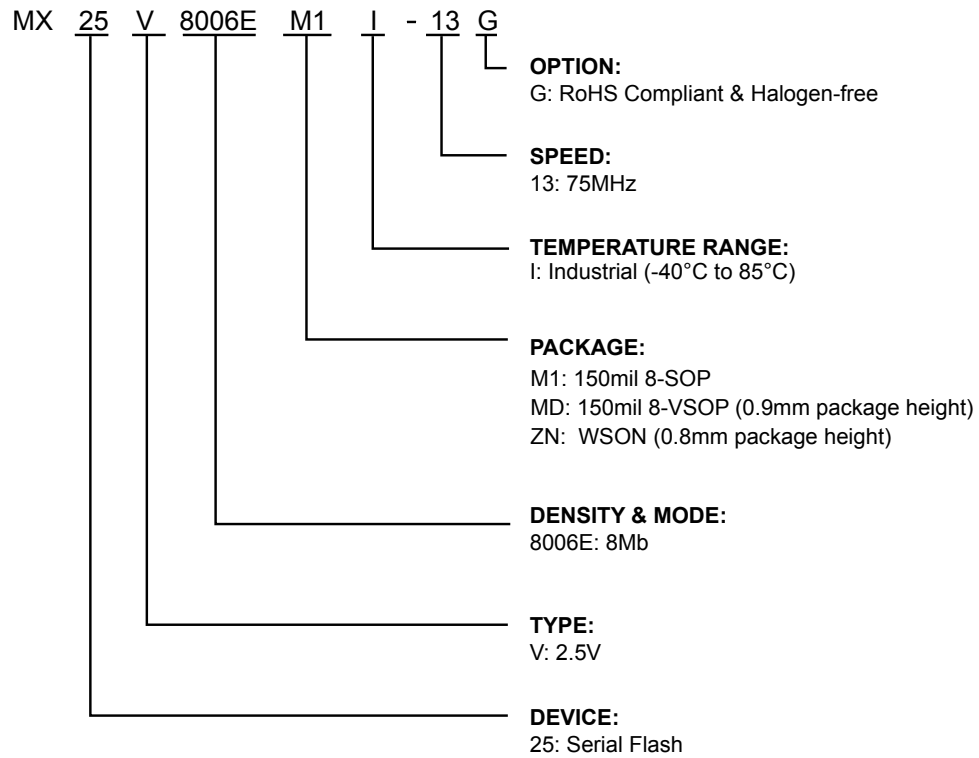 MX 25 V 8006E M1 I - 13 G
OPTION:
G: RoHS Compliant & Halogen-free
SPEED:
13: 75MHz
TEMPERATURE RANGE:
I: Industrial (-40°C to 85°C)
PACKAGE:
M1: 150mil 8-SOP
MD: 150mil 8-VSOP (0.9mm package height)
ZN: WSON (0.8mm package height)
DENSITY & MODE:
8006E: 8Mb
TYPE:
V: 2.5V
DEVICE:
25: Serial Flash